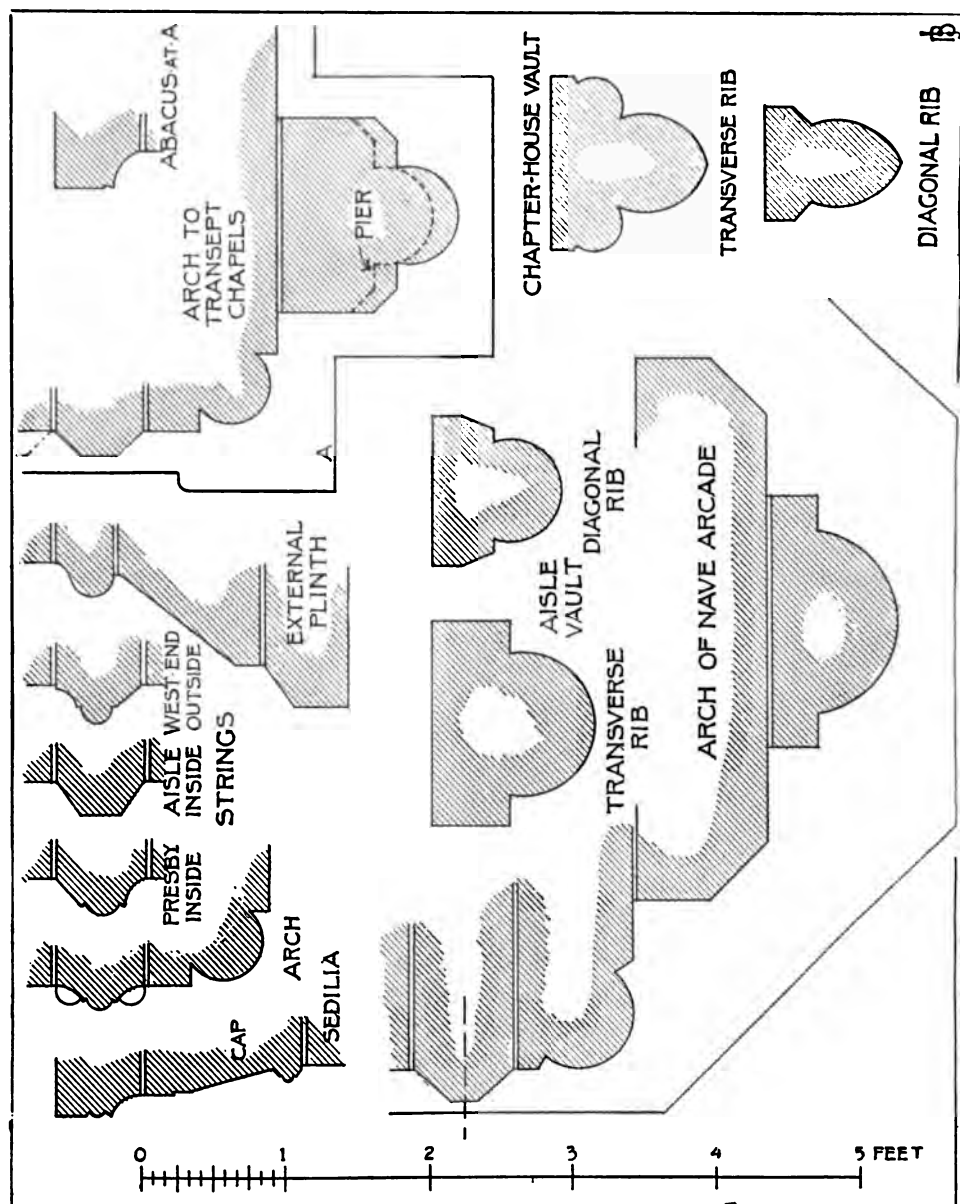 ABACUS·AT·A
ARCH TO
TRANSEPT
CHAPELS
PIER
A
CHAPTER-HOUSE VAULT
TRANSVERSE RIB
DIAGONAL RIB
EXTERNAL
PLINTH
WEST END
OUTSIDE
AISLE
INSIDE
STRINGS
PRESBY
INSIDE
ARCH
SEDILIA
CAP
AISLE
VAULT
DIAGONAL
RIB
TRANSVERSE
RIB
ARCH OF NAVE ARCADE
0 1 2 3 4 5 FEET